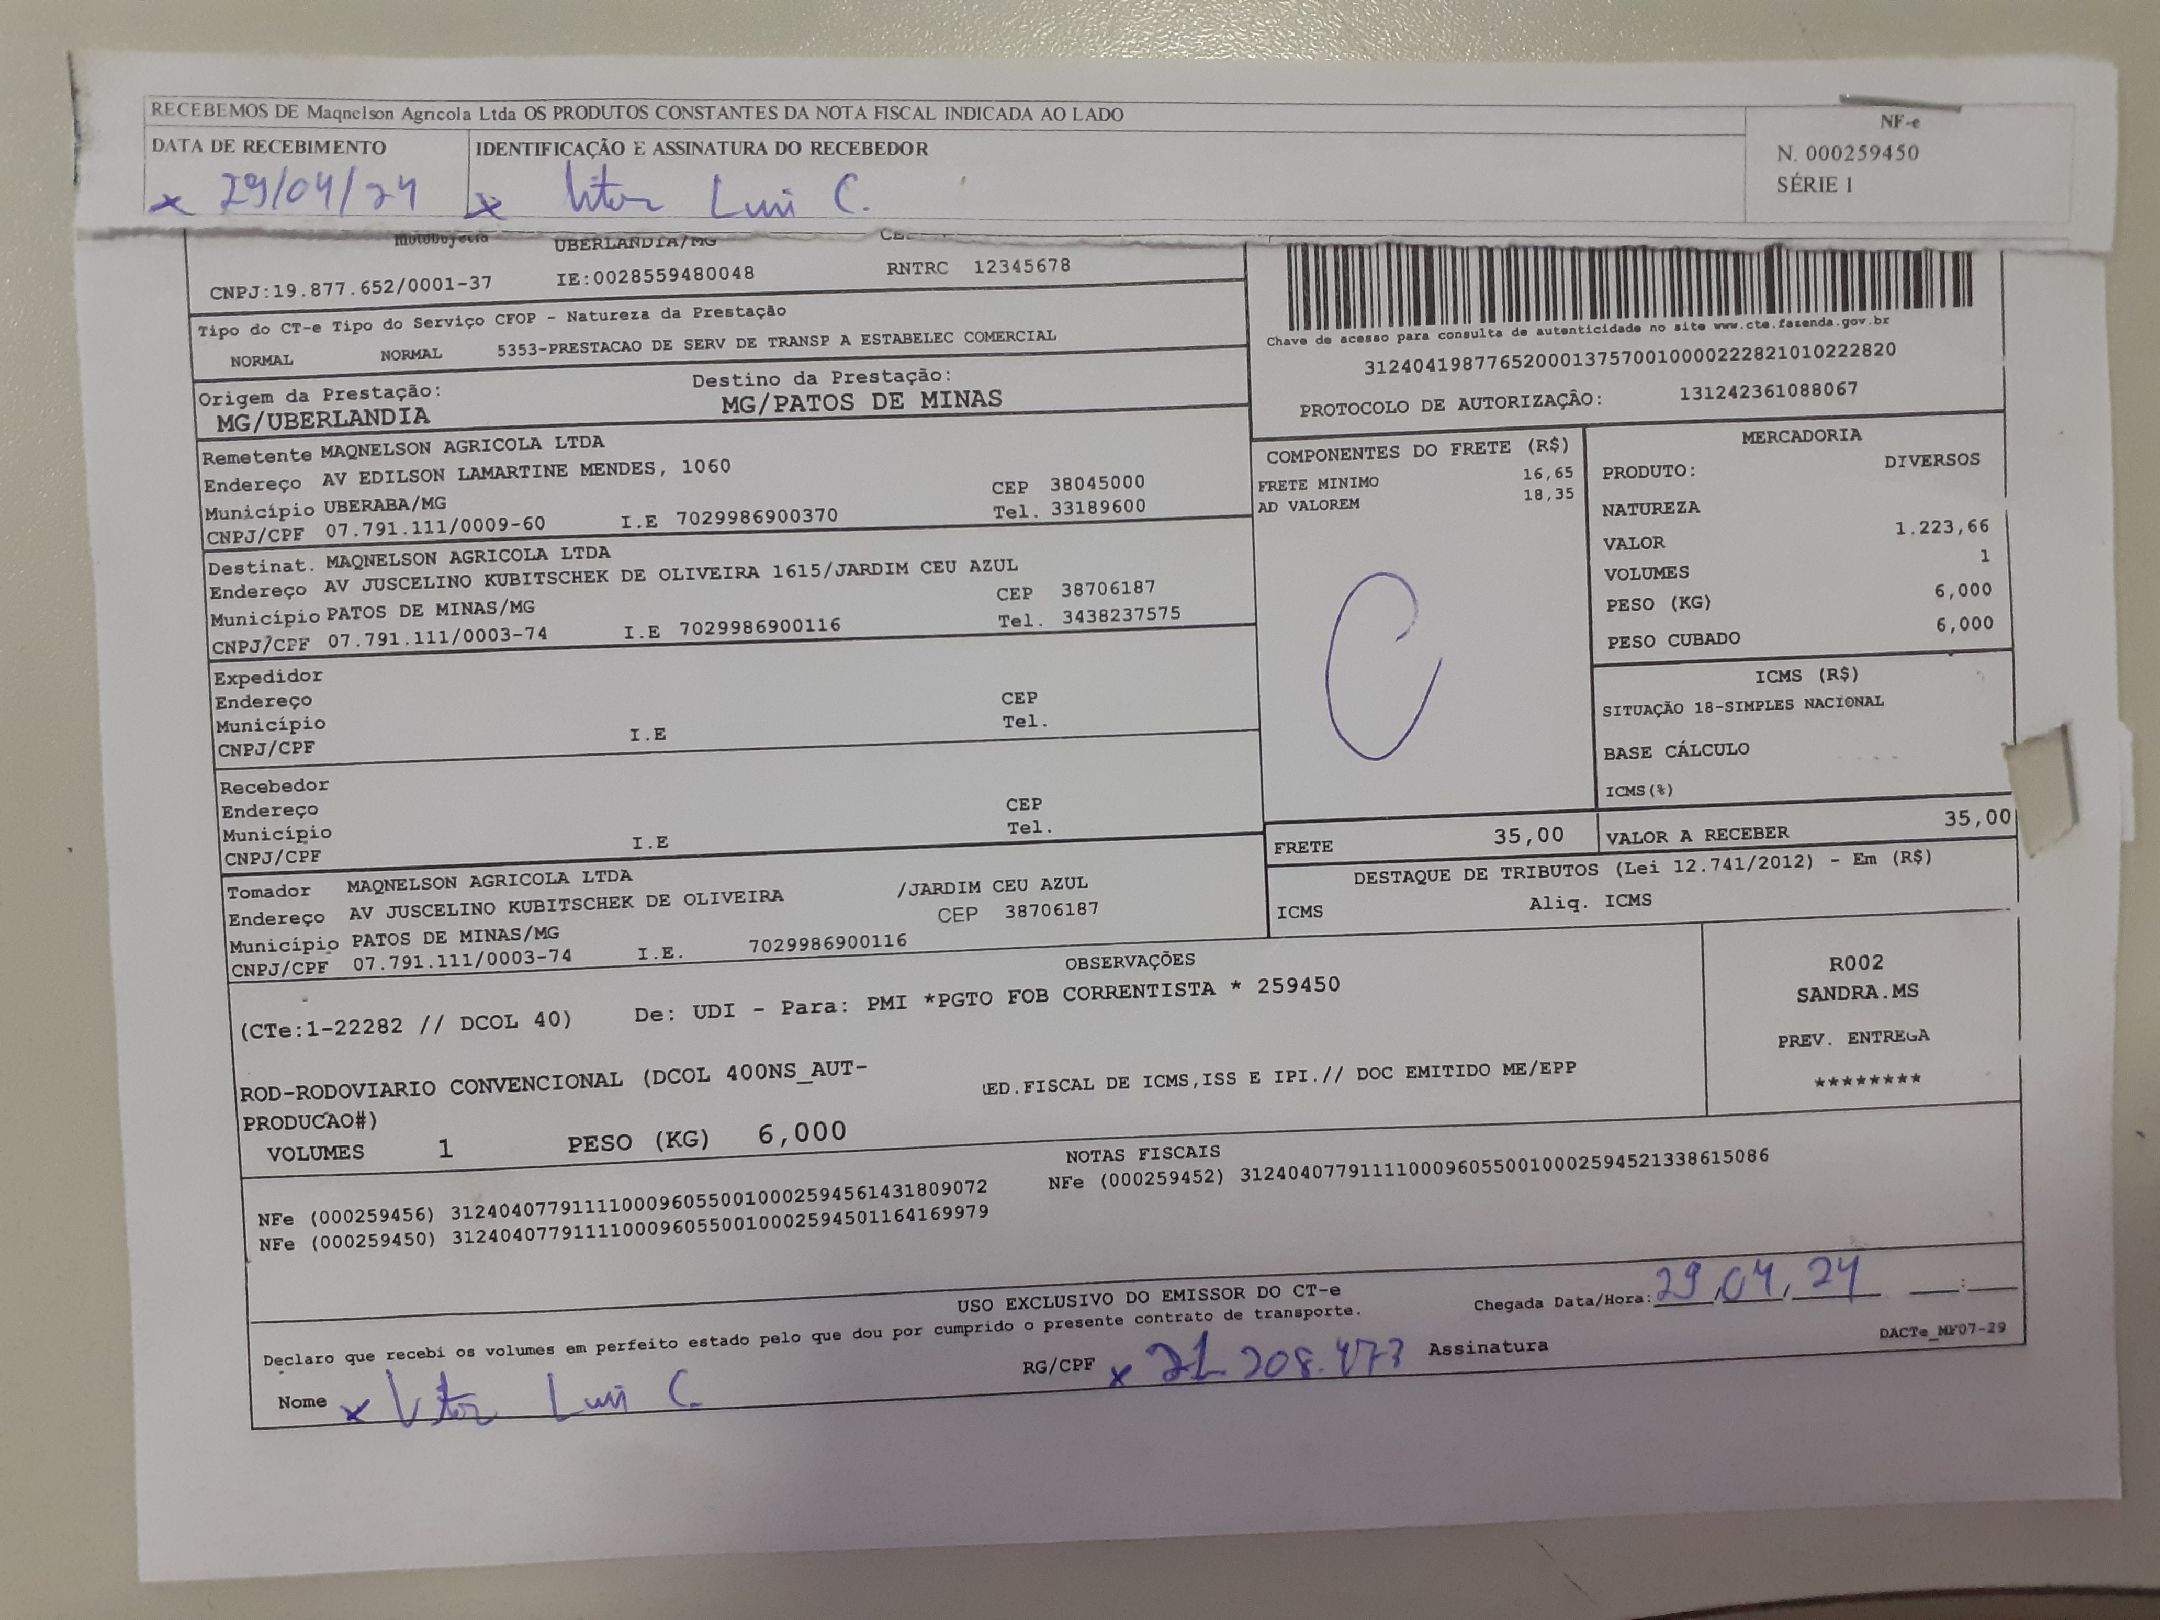 RECEBEMOS DE Maqnelson Agricola Ltda OS PRODUTOS CONSTANTES DA NOTA FISCAL INDICADA AO LADO
NF-e
N. 000259450
SÉRIE 1
DATA DE RECEBIMENTO
IDENTIFICAÇÃO E ASSINATURA DO RECEBEDOR
x 29/04/24 x Vitor Luis C.
UBERLANDIA/MG
CNPJ:19.877.652/0001-37 IE:0028559480048 RNTRC 12345678
Tipo do CT-e Tipo do Serviço CFOP - Natureza da Prestação
NORMAL NORMAL 5353-PRESTACAO DE SERV DE TRANSP A ESTABELEC COMERCIAL
Chave de acesso para consulta de autenticidade no site www.cte.fazenda.gov.br
31240419877652000137570010000222821010222820
PROTOCOLO DE AUTORIZAÇÃO: 131242361088067
Origem da Prestação: Destino da Prestação:
MG/UBERLANDIA MG/PATOS DE MINAS
Remetente MAQNELSON AGRICOLA LTDA
Endereço AV EDILSON LAMARTINE MENDES, 1060
Município UBERABA/MG CEP 38045000
CNPJ/CPF 07.791.111/0009-60 I.E 7029986900370 Tel. 33189600
Destinat. MAQNELSON AGRICOLA LTDA
Endereço AV JUSCELINO KUBITSCHEK DE OLIVEIRA 1615/JARDIM CEU AZUL
Município PATOS DE MINAS/MG CEP 38706187
CNPJ/CPF 07.791.111/0003-74 I.E 7029986900116 Tel. 3438237575
Expedidor
Endereço CEP
Município Tel.
CNPJ/CPF I.E
Recebedor
Endereço CEP
Município Tel.
CNPJ/CPF I.E
Tomador MAQNELSON AGRICOLA LTDA
Endereço AV JUSCELINO KUBITSCHEK DE OLIVEIRA /JARDIM CEU AZUL
Município PATOS DE MINAS/MG CEP 38706187
CNPJ/CPF 07.791.111/0003-74 I.E. 7029986900116
COMPONENTES DO FRETE (R$)
FRETE MINIMO 16,65
AD VALOREM 18,35
C
MERCADORIA
PRODUTO: DIVERSOS
NATUREZA
VALOR 1.223,66
VOLUMES 1
PESO (KG) 6,000
PESO CUBADO 6,000
ICMS (R$)
SITUAÇÃO 18-SIMPLES NACIONAL
BASE CÁLCULO
ICMS(%)
FRETE 35,00 VALOR A RECEBER 35,00
DESTAQUE DE TRIBUTOS (Lei 12.741/2012) - Em (R$)
ICMS Aliq. ICMS
OBSERVAÇÕES
(CTe:1-22282 // DCOL 40) De: UDI - Para: PMI *PGTO FOB CORRENTISTA * 259450
ROD-RODOVIARIO CONVENCIONAL (DCOL 400NS_AUT-
PRODUCAO#)
.FISCAL DE ICMS,ISS E IPI.// DOC EMITIDO ME/EPP
VOLUMES 1 PESO (KG) 6,000
R002
SANDRA.MS
PREV. ENTREGA
********
NOTAS FISCAIS
NFe (000259456) 31240407791111000960550010002594561431809072 NFe (000259452) 31240407791111000960550010002594521338615086
NFe (000259450) 31240407791111000960550010002594501164169979
USO EXCLUSIVO DO EMISSOR DO CT-e
Chegada Data/Hora: 29,04,24 :
Declaro que recebi os volumes em perfeito estado pelo que dou por cumprido o presente contrato de transporte.
DACTe_MF07-29
Nome x Vitor Luis C. RG/CPF x 21.208.473 Assinatura